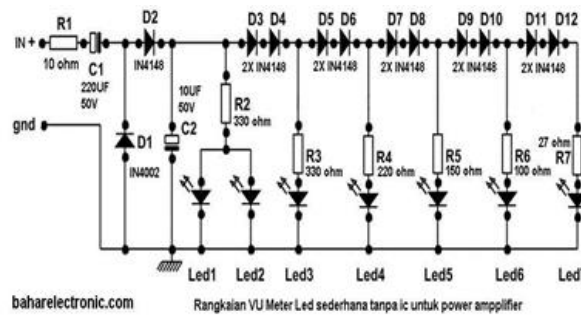 D2 D3 D4 D5 D6 D7 D8 D9 D10 D11 D12
IN + R1
10 ohm C1
220UF
50V
IN4148
2X IN4148 2X IN4148 2X IN4148 2X IN4148 2X IN4148
10UF
50V
C2
R2
330 ohm
gnd
D1
IN4002
R3
330 ohm
R4
220 ohm
R5
150 ohm
R6
100 ohm
27 ohm
R7
Led1 Led2 Led3 Led4 Led5 Led6 Led
baharelectronic.com Rangkaian VU Meter Led sederhana tanpa ic untuk power ampplifier